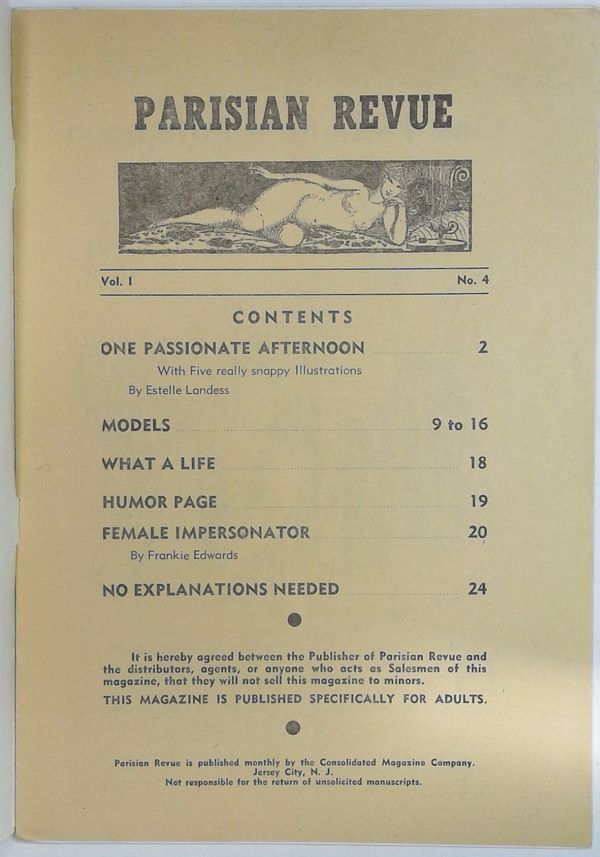 PARISIAN REVUE
Vol. I No. 4
CONTENTS
ONE PASSIONATE AFTERNOON 2
With Five really snappy Illustrations
By Estelle Landess
MODELS 9 to 16
WHAT A LIFE 18
HUMOR PAGE 19
FEMALE IMPERSONATOR 20
By Frankie Edwards
NO EXPLANATIONS NEEDED 24
It is hereby agreed between the Publisher of Parisian Revue and
the distributors, agents, or anyone who acts as Salesmen of this
magazine, that they will not sell this magazine to minors.
THIS MAGAZINE IS PUBLISHED SPECIFICALLY FOR ADULTS.
Parisian Revue is published monthly by the Consolidated Magazine Company.
Jersey City, N. J.
Not responsible for the return of unsolicited manuscripts.